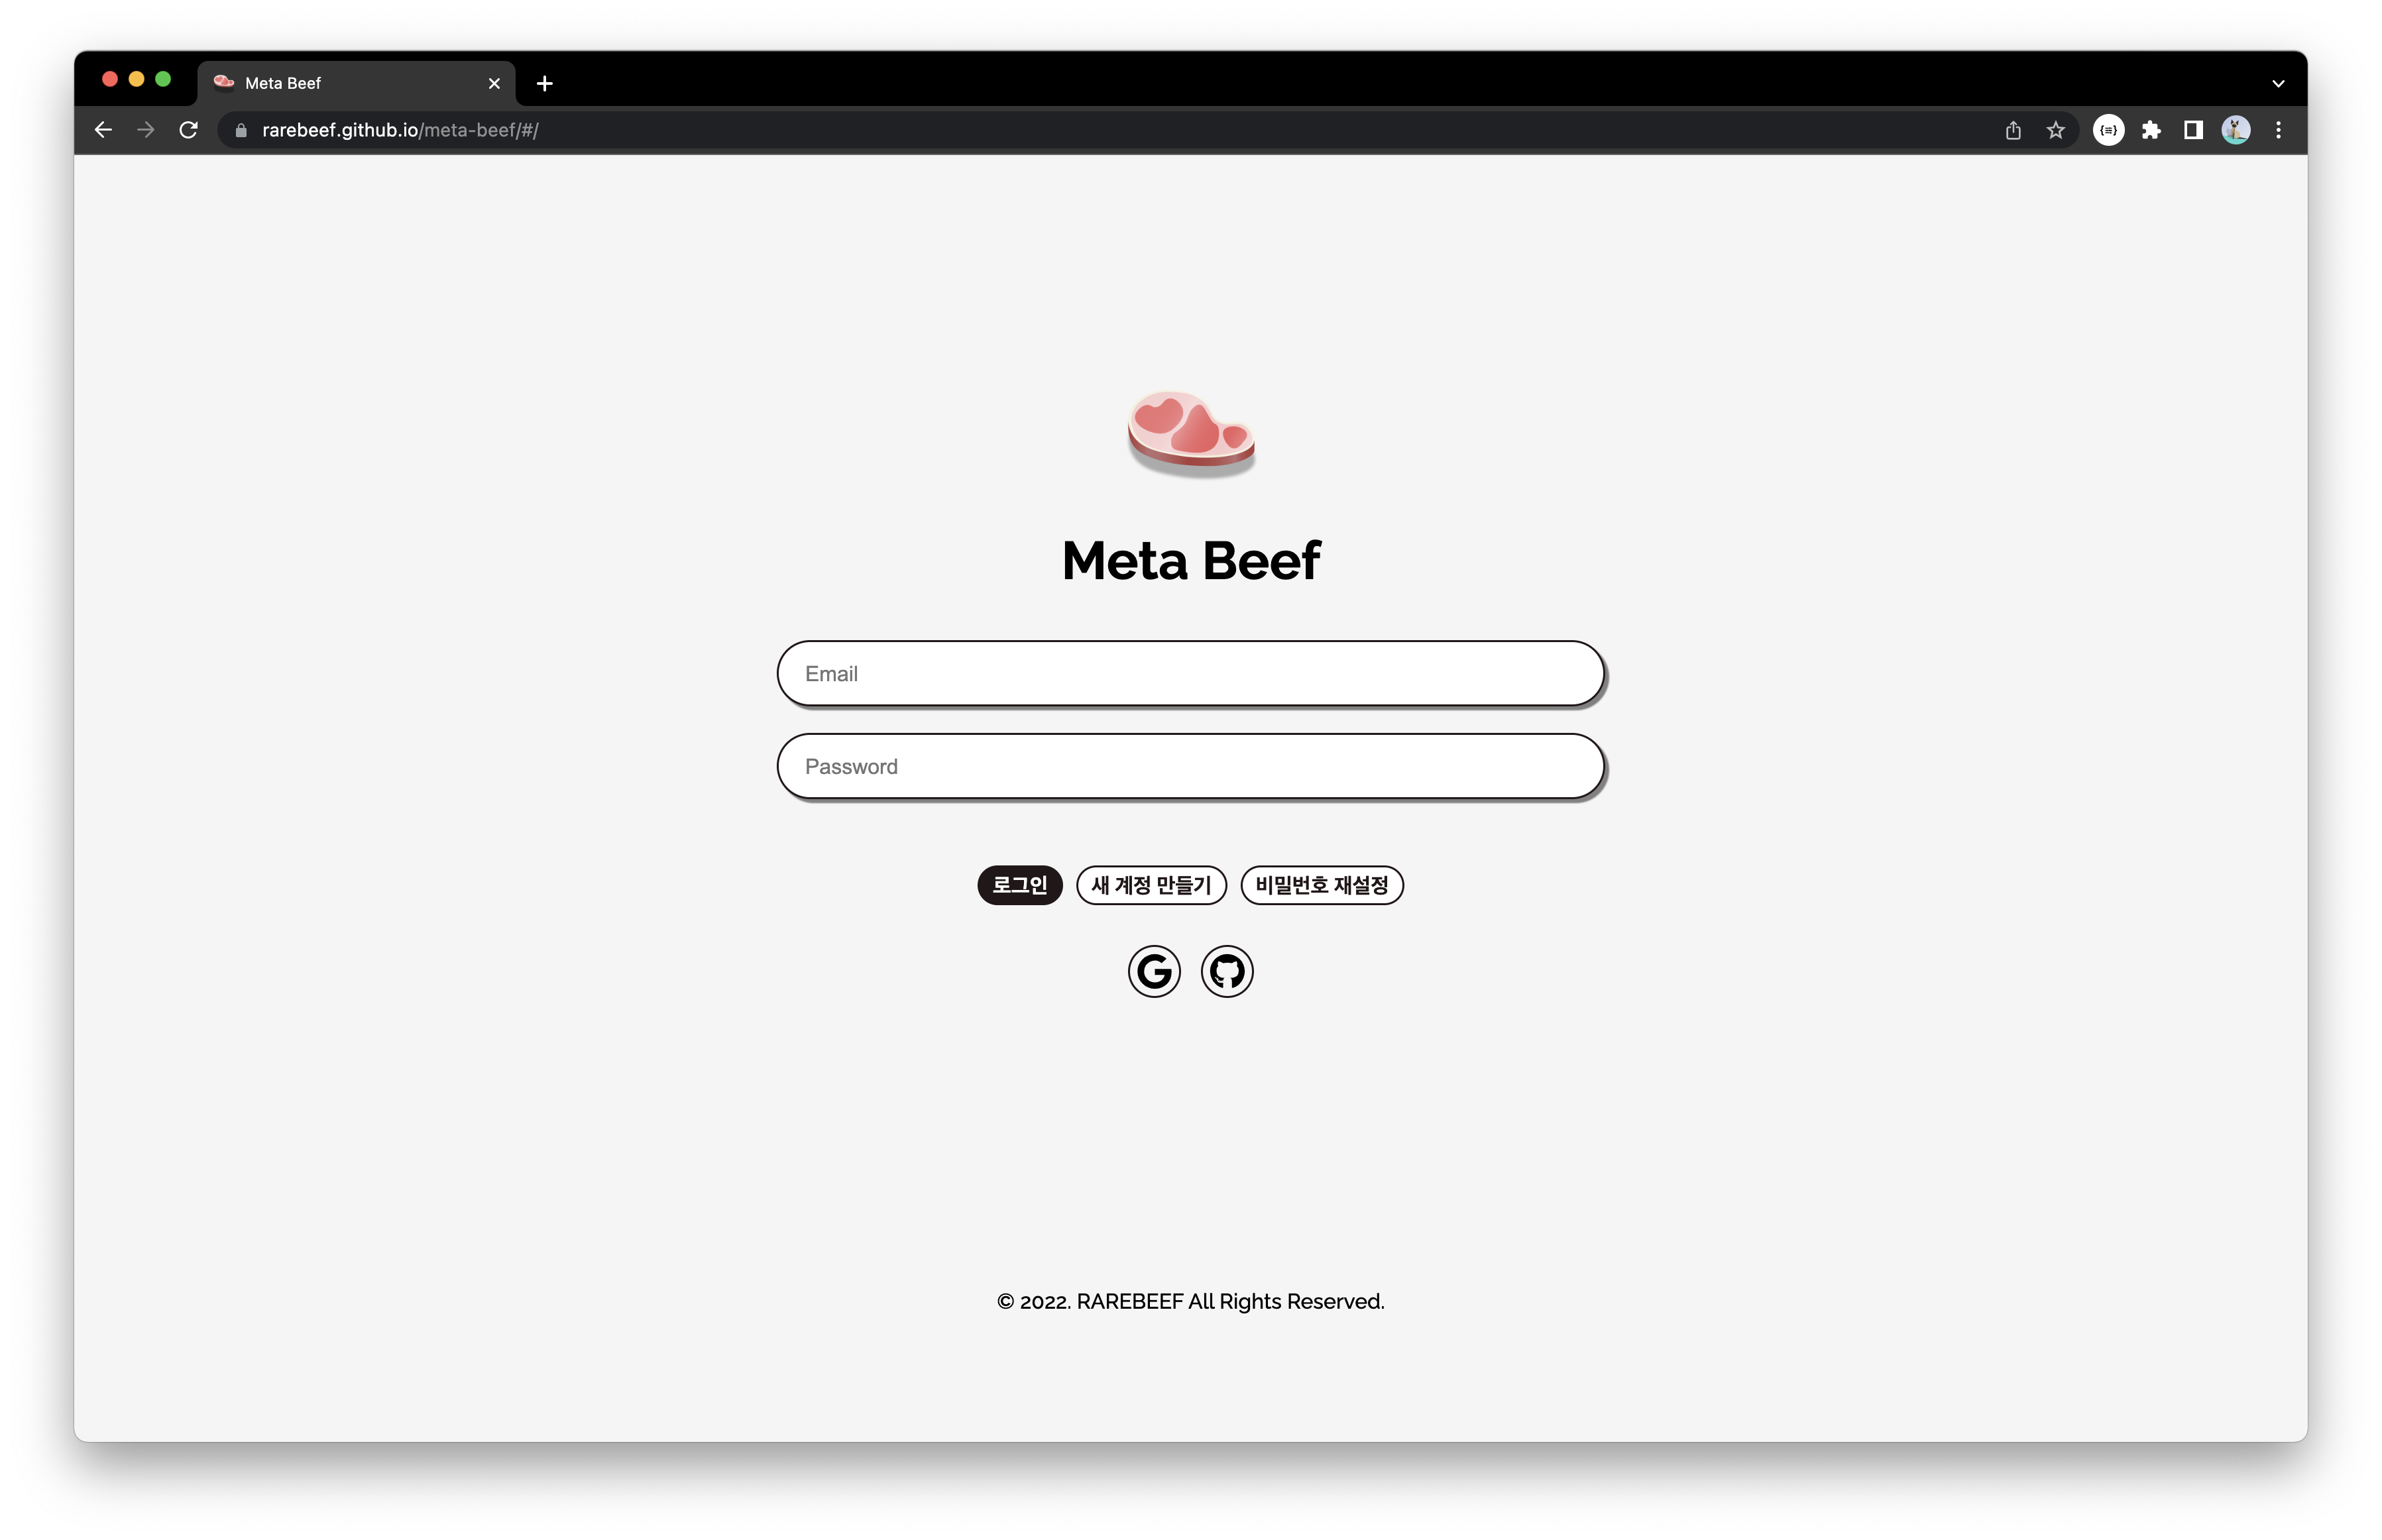 Meta Beef
rarebeef.github.io/meta-beef/#/
Meta Beef
Email
Password
로그인 새 계정 만들기 비밀번호 재설정
© 2022. RAREBEEF All Rights Reserved.